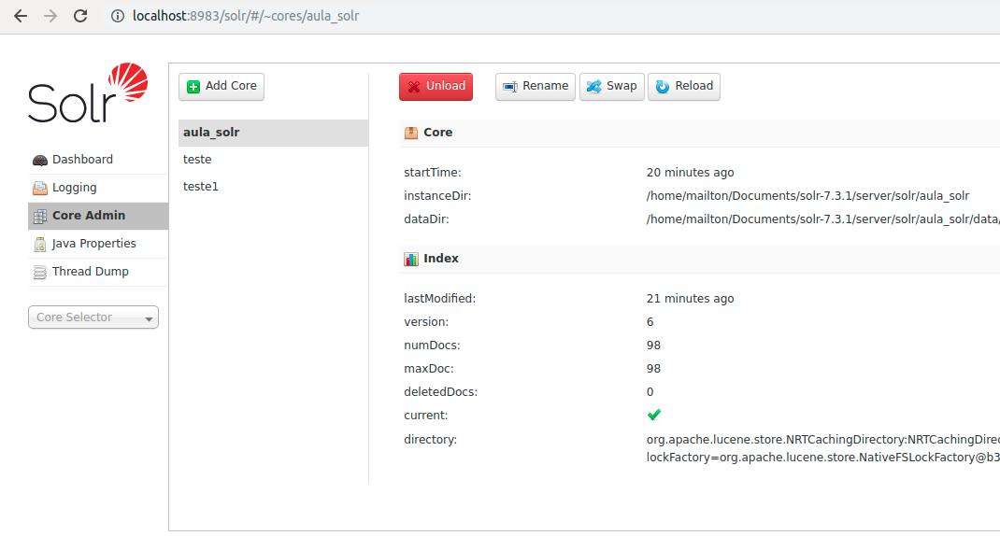 localhost:8983/solr/#/~cores/aula_solr
Solr
Dashboard
Logging
Core Admin
Java Properties
Thread Dump
Core Selector
Add Core
aula_solr
teste
teste1
Unload
Rename
Swap
Reload
Core
startTime: 20 minutes ago
instanceDir: /home/mailton/Documents/solr-7.3.1/server/solr/aula_solr
dataDir: /home/mailton/Documents/solr-7.3.1/server/solr/aula_solr/data/
Index
lastModified: 21 minutes ago
version: 6
numDocs: 98
maxDoc: 98
deletedDocs: 0
current:
directory: org.apache.lucene.store.NRTCachingDirectory:NRTCachingDirec
lockFactory=org.apache.lucene.store.NativeFSLockFactory@b3